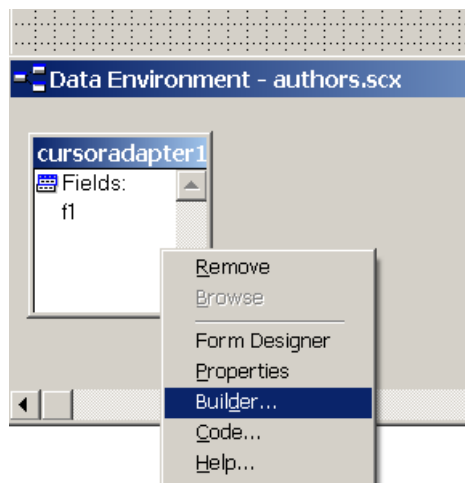 Data Environment - authors.scx
cursoradapter1
Fields:
f1
Remove
Browse
Form Designer
Properties
Builder...
Code...
Help...